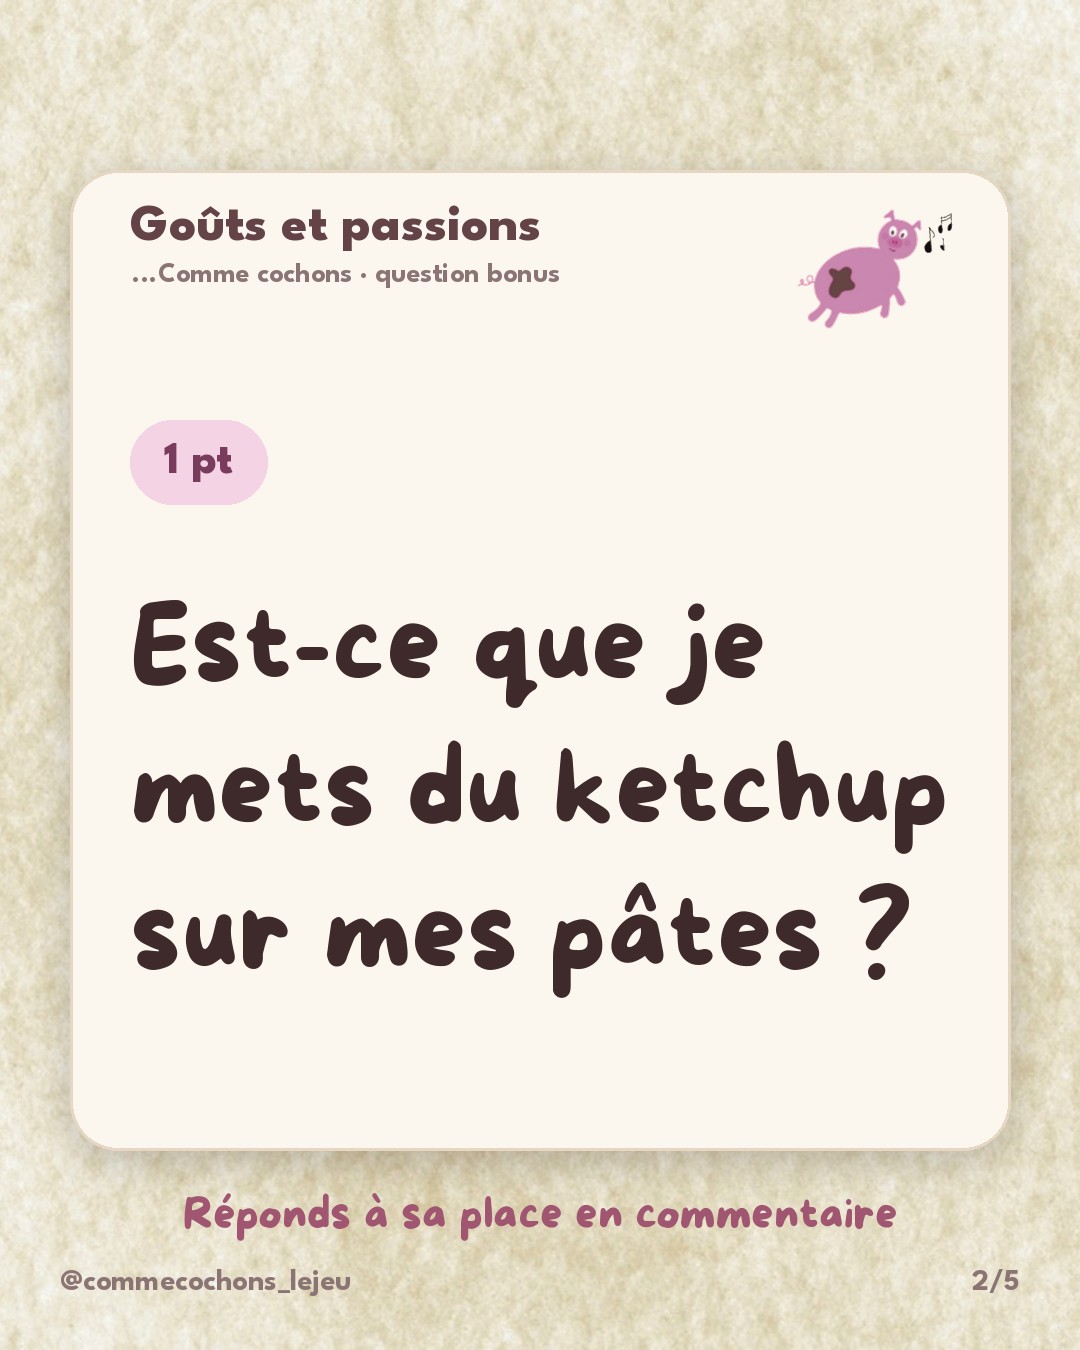 Goûts et passions
...Comme cochons · question bonus
1 pt
Est-ce que je
mets du ketchup
sur mes pâtes ?
Réponds à sa place en commentaire
@commecochons_lejeu
2/5